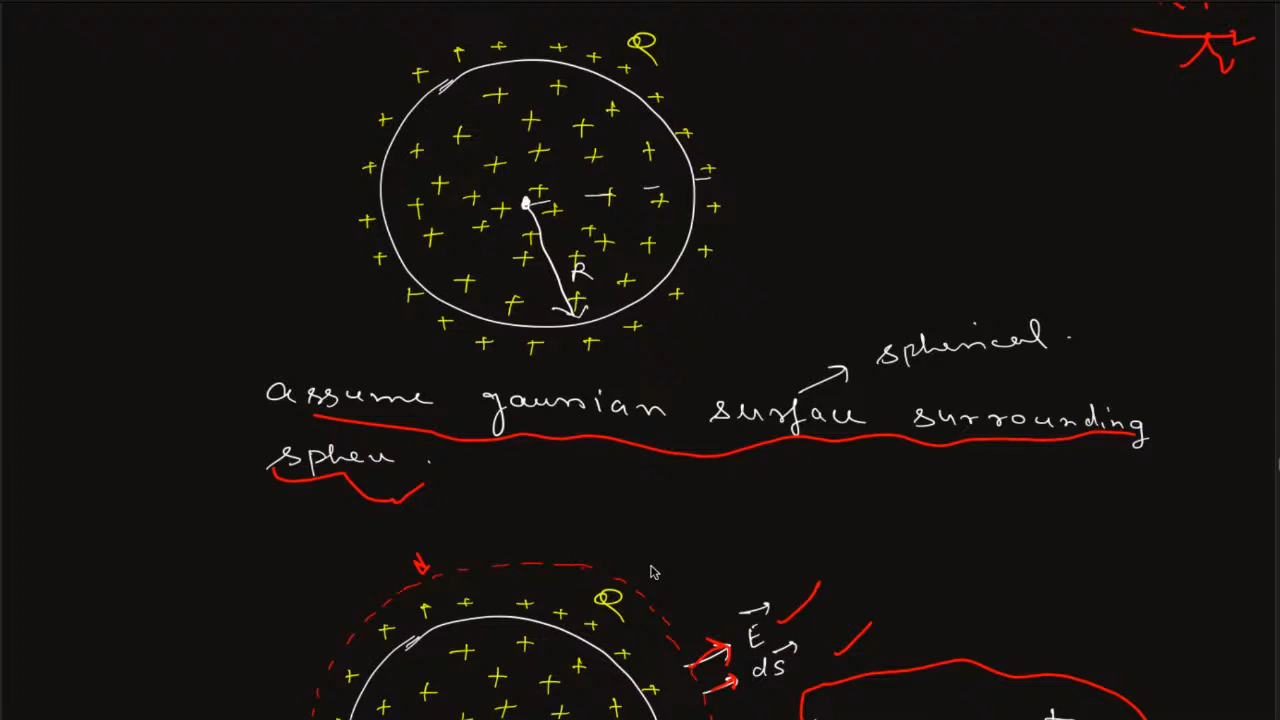 Q
R
spherical.
assume gaussian surface surrounding
sphere.
Q
E
ds